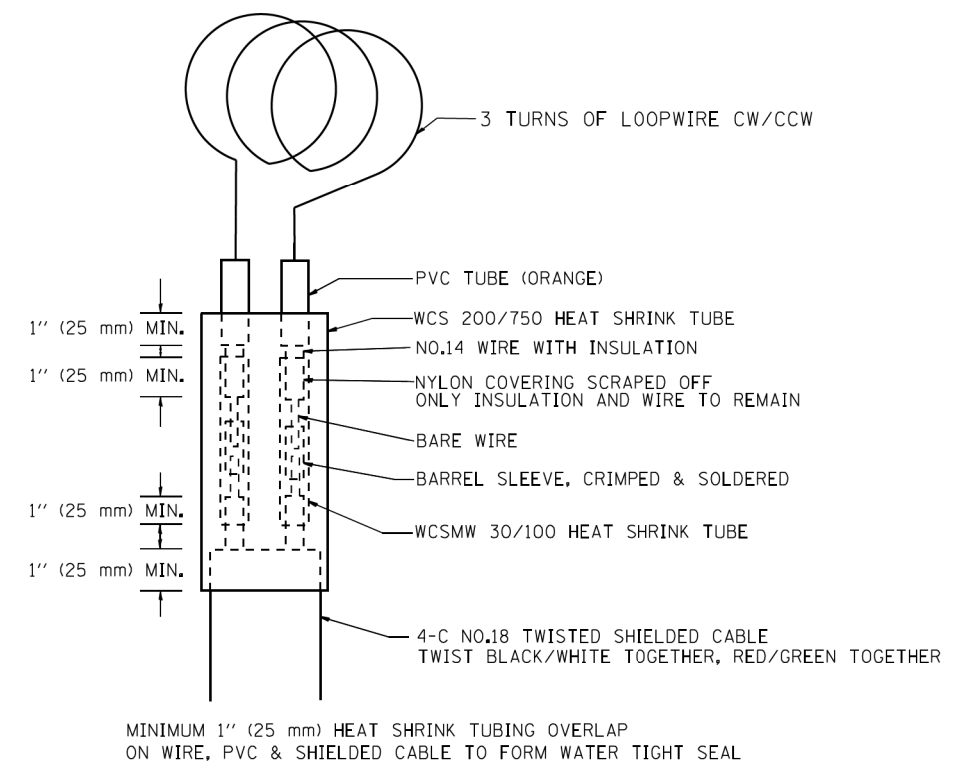 3 TURNS OF LOOPWIRE CW/CCW
PVC TUBE (ORANGE)
WCS 200/750 HEAT SHRINK TUBE
1'' (25 mm) MIN.
NO.14 WIRE WITH INSULATION
1'' (25 mm) MIN.
NYLON COVERING SCRAPED OFF
ONLY INSULATION AND WIRE TO REMAIN
BARE WIRE
BARREL SLEEVE, CRIMPED & SOLDERED
1'' (25 mm) MIN.
WCSMW 30/100 HEAT SHRINK TUBE
1'' (25 mm) MIN.
4-C NO.18 TWISTED SHIELDED CABLE
TWIST BLACK/WHITE TOGETHER, RED/GREEN TOGETHER
MINIMUM 1'' (25 mm) HEAT SHRINK TUBING OVERLAP
ON WIRE, PVC & SHIELDED CABLE TO FORM WATER TIGHT SEAL